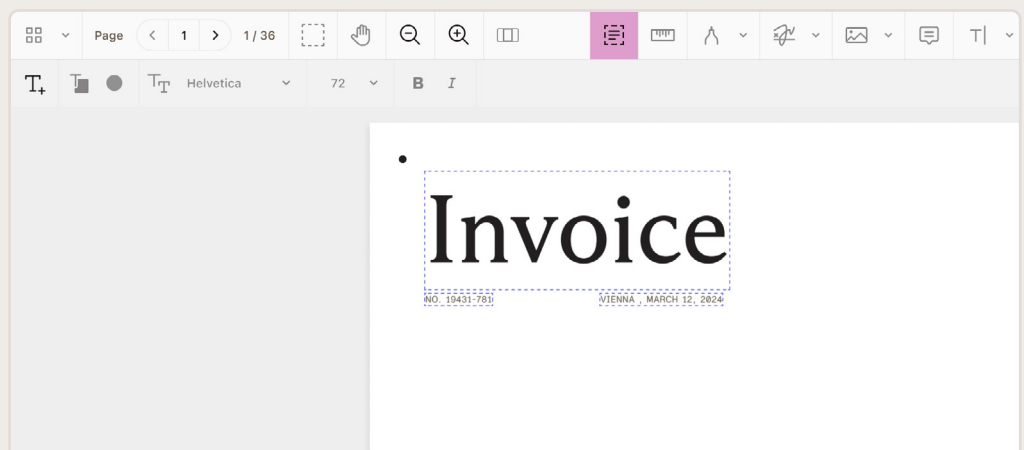 Page 1 1 / 36
Helvetica 72 B I
Invoice
NO. 19431-781 VIENNA , MARCH 12, 2024